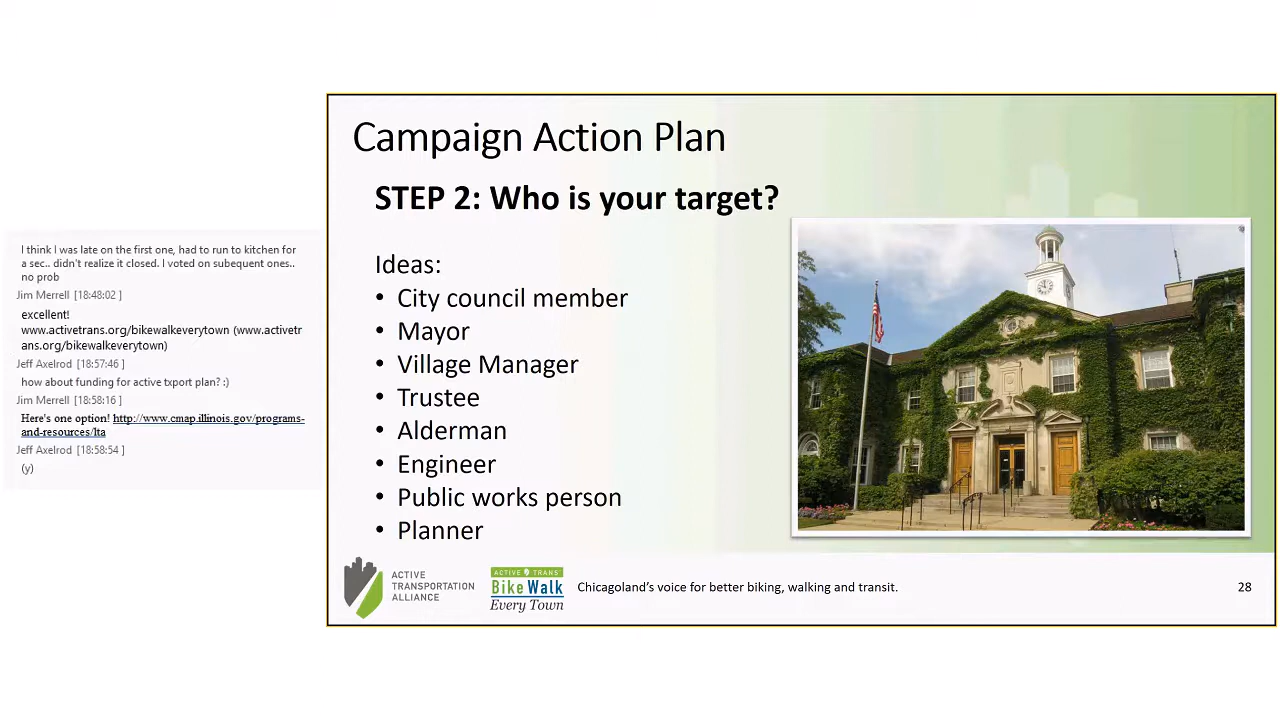 I think I was late on the first one, had to run to kitchen for
a sec.. didn't realize it closed. I voted on subequent ones..
no prob
Jim Merrell [18:48:02 ]
excellent!
www.activetrans.org/bikewalkeverytown (www.activetr
ans.org/bikewalkeverytown)
Jeff Axelrod [18:57:46 ]
how about funding for active txport plan? :)
Jim Merrell [18:58:16 ]
Here's one option! http://www.cmap.illinois.gov/programs-
and-resources/lta
Jeff Axelrod [18:58:54 ]
(y)
Campaign Action Plan
STEP 2: Who is your target?
Ideas:
• City council member
• Mayor
• Village Manager
• Trustee
• Alderman
• Engineer
• Public works person
• Planner
ACTIVE
TRANSPORTATION
ALLIANCE
ACTIVE TRANS
Bike Walk
Every Town
Chicagoland's voice for better biking, walking and transit.
28